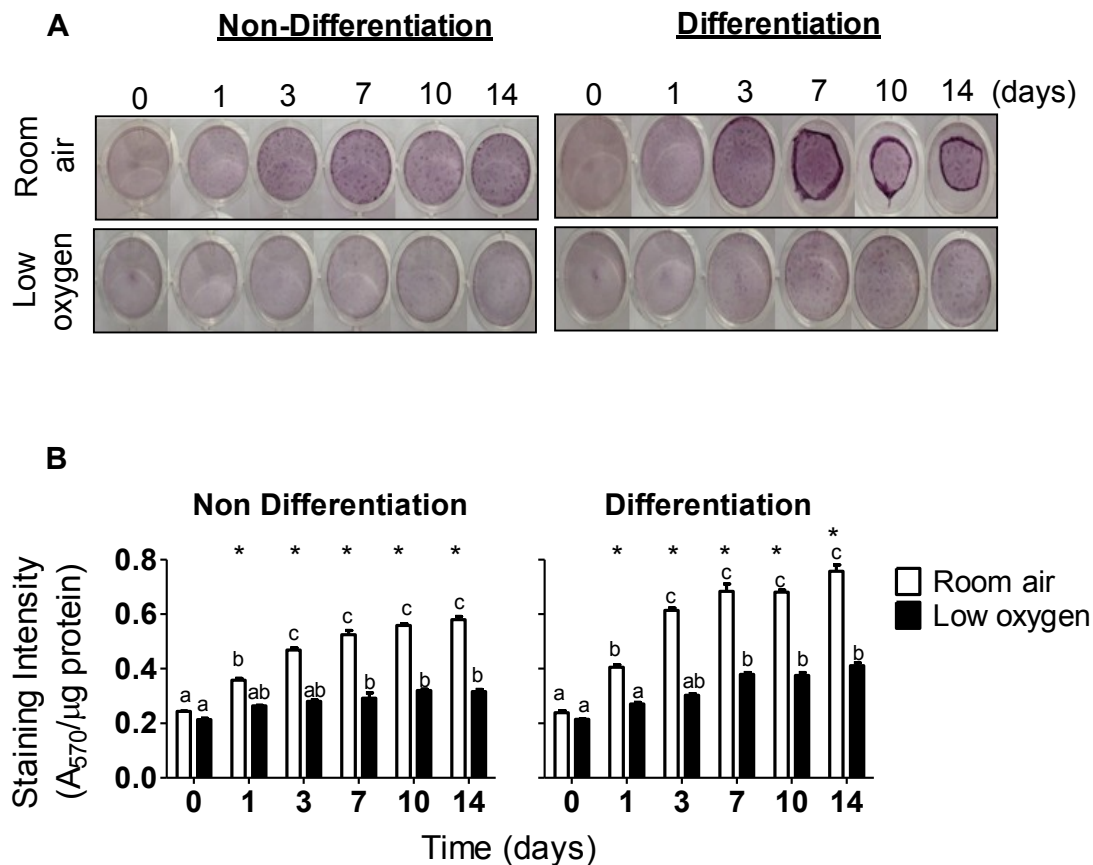 A
Non-Differentiation
Differentiation
0 1 3 7 10 14
0 1 3 7 10 14 (days)
Room
air
Low
oxygen
B
Non Differentiation
Differentiation
* * * * *
* * * * *
Staining Intensity
(A570/µg protein)
0.8
0.6
0.4
0.2
0.0
a a b ab c ab c b c b c b
a a b a c ab c b c b c b
0 1 3 7 10 14
0 1 3 7 10 14
Time (days)
Room air
Low oxygen